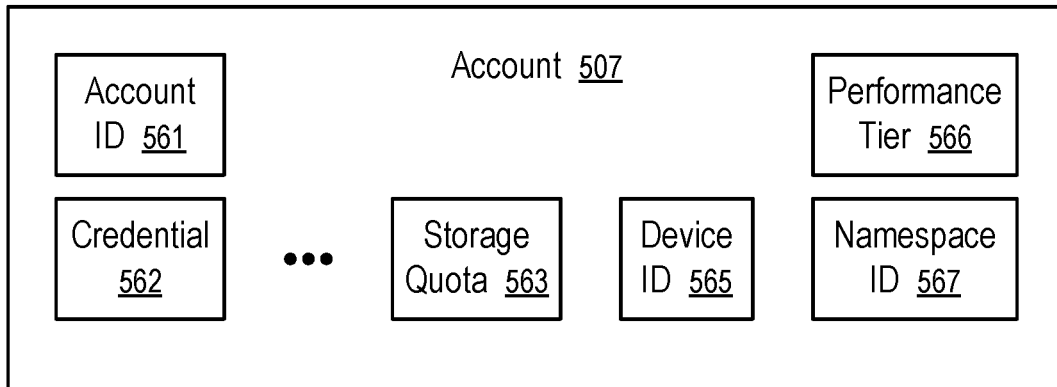 Account 507
Account
ID 561
Performance
Tier 566
Credential
562
•••
Storage
Quota 563
Device
ID 565
Namespace
ID 567